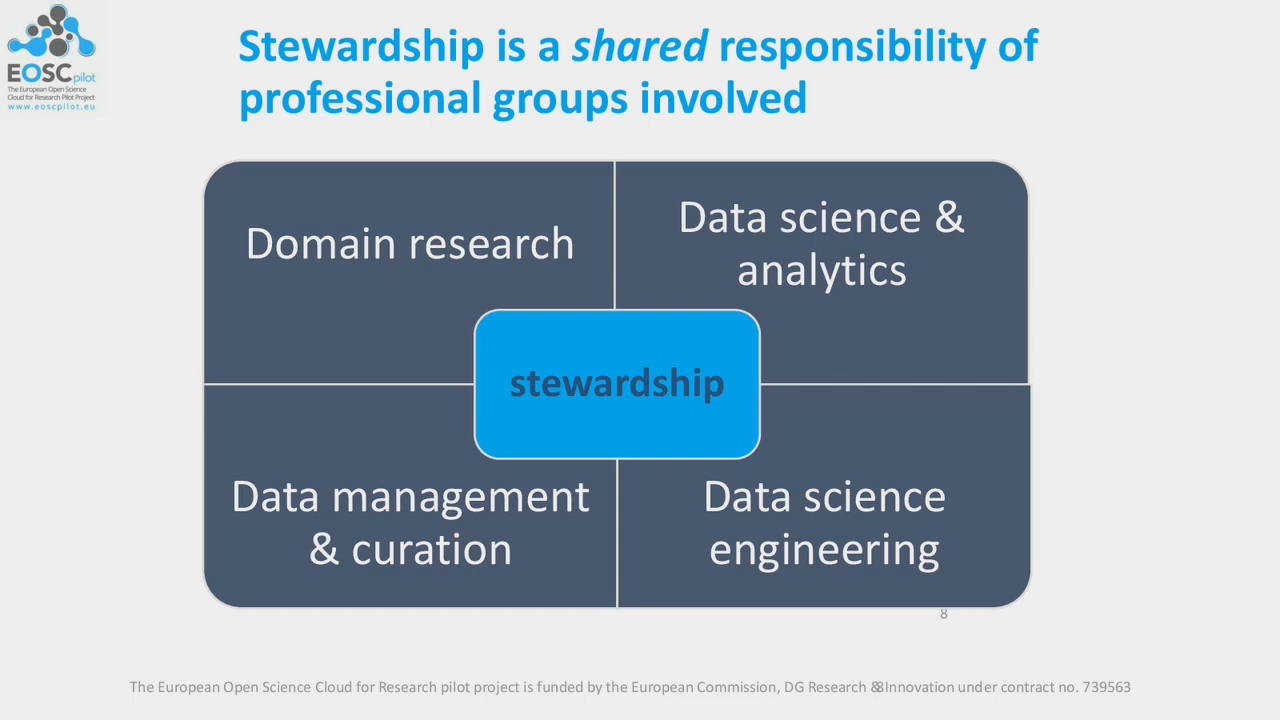 EOSCpilot
The European Open Science
Cloud for Research Pilot Project
www.eoscpilot.eu
Stewardship is a shared responsibility of
professional groups involved
Domain research
Data science &
analytics
stewardship
Data management
& curation
Data science
engineering
8
The European Open Science Cloud for Research pilot project is funded by the European Commission, DG Research & Innovation under contract no. 739563
8